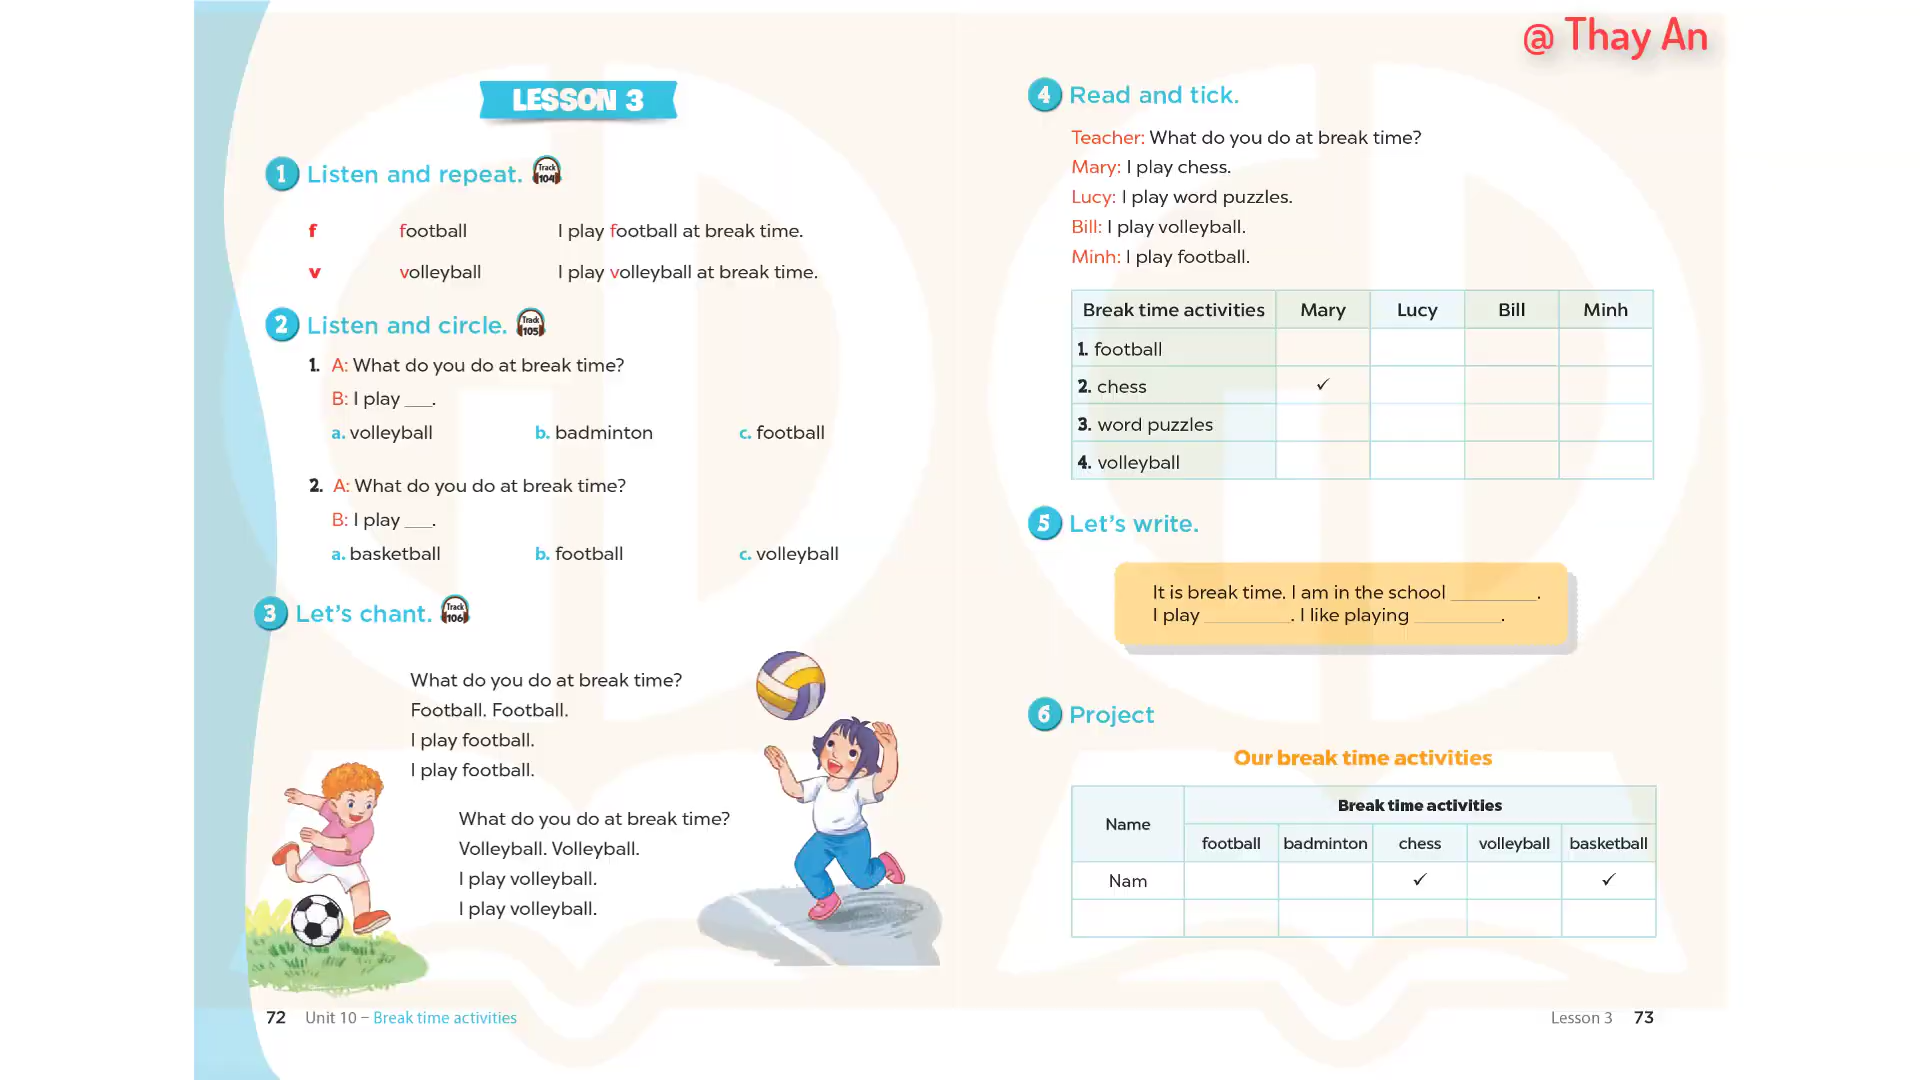 @ Thay An
LESSON 3
1 Listen and repeat. Track 104
f football I play football at break time.
v volleyball I play volleyball at break time.
2 Listen and circle. Track 105
1. A: What do you do at break time?
B: I play ___.
a. volleyball b. badminton c. football
2. A: What do you do at break time?
B: I play ___.
a. basketball b. football c. volleyball
3 Let's chant. Track 106
What do you do at break time?
Football. Football.
I play football.
I play football.
What do you do at break time?
Volleyball. Volleyball.
I play volleyball.
I play volleyball.
72 Unit 10 – Break time activities
4 Read and tick.
Teacher: What do you do at break time?
Mary: I play chess.
Lucy: I play word puzzles.
Bill: I play volleyball.
Minh: I play football.
Break time activities Mary Lucy Bill Minh
1. football
2. chess ✓
3. word puzzles
4. volleyball
5 Let's write.
It is break time. I am in the school _________.
I play _________. I like playing _________.
6 Project
Our break time activities
Name Break time activities
football badminton chess volleyball basketball
Nam ✓ ✓
Lesson 3 73